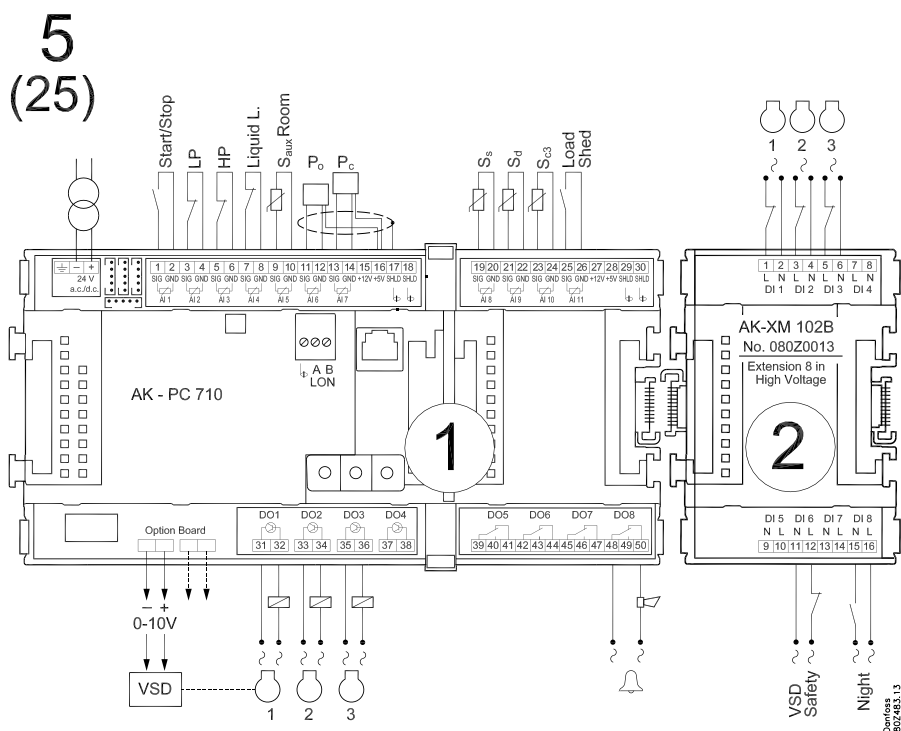 5
(25)
Start/Stop
LP
HP
Liquid L.
Saux Room
Po
Pc
Ss
Sd
Sc3
Load
Shed
1 2 3
− +
24 V
a.c./d.c.
1 2 3 4 5 6 7 8 9 10 11 12 13 14 15 16 17 18
SIG GND SIG GND SIG GND SIG GND SIG GND SIG GND SIG GND +12V +5V SHLD SHLD
AI 1 AI 2 AI 3 AI 4 AI 5 AI 6 AI 7
19 20 21 22 23 24 25 26 27 28 29 30
SIG GND SIG GND SIG GND SIG GND +12V +5V SHLD SHLD
AI 8 AI 9 AI 10 AI 11
1 2 3 4 5 6 7 8
L N L N L N L N
DI 1 DI 2 DI 3 DI 4
AK - PC 710
A B
LON
1
AK-XM 102B
No. 080Z0013
Extension 8 in
High Voltage
2
Option Board
DO1 DO2 DO3 DO4
31 32 33 34 35 36 37 38
DO5 DO6 DO7 DO8
39 40 41 42 43 44 45 46 47 48 49 50
DI 5 DI 6 DI 7 DI 8
N L N L N L N L
9 10 11 12 13 14 15 16
− +
0-10V
VSD
1 2 3
VSD
Safety
Night
Danfoss
80Z483.13